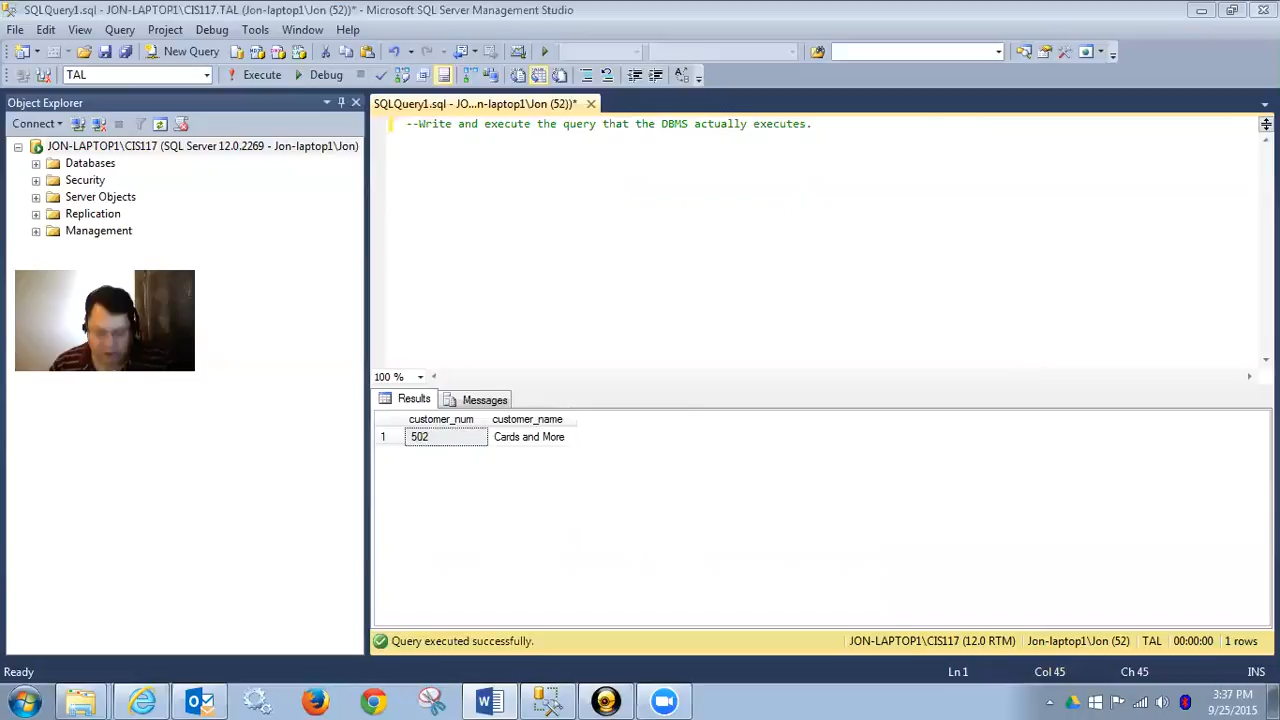 SQLQuery1.sql - JON-LAPTOP1\CIS117.TAL (Jon-laptop1\Jon (52))* - Microsoft SQL Server Management Studio
File Edit View Query Project Debug Tools Window Help
New Query
TAL Execute Debug
Object Explorer
SQLQuery1.sql - JO...n-laptop1\Jon (52))*
Connect
--Write and execute the query that the DBMS actually executes.
JON-LAPTOP1\CIS117 (SQL Server 12.0.2269 - Jon-laptop1\Jon)
Databases
Security
Server Objects
Replication
Management
100 %
Results Messages
customer_num customer_name
1 502 Cards and More
Query executed successfully. JON-LAPTOP1\CIS117 (12.0 RTM) Jon-laptop1\Jon (52) TAL 00:00:00 1 rows
Ready Ln 1 Col 45 Ch 45 INS
3:37 PM
9/25/2015